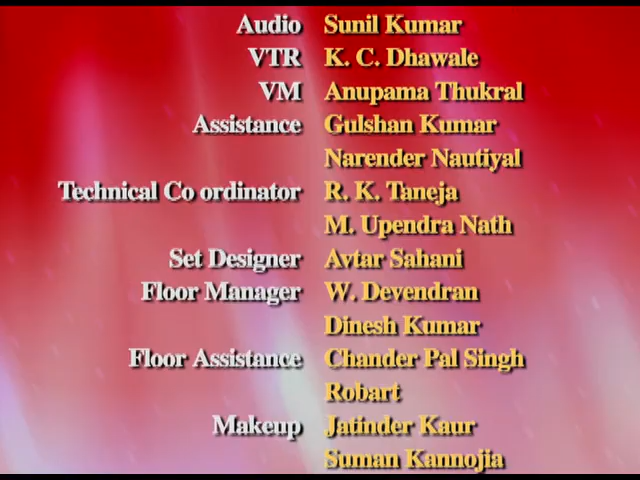 Audio Sunil Kumar
VTR K. C. Dhawale
VM Anupama Thukral
Assistance Gulshan Kumar
Narender Nautiyal
Technical Co ordinator R. K. Taneja
M. Upendra Nath
Set Designer Avtar Sahani
Floor Manager W. Devendran
Dinesh Kumar
Floor Assistance Chander Pal Singh
Robart
Makeup Jatinder Kaur
Suman Kannojia